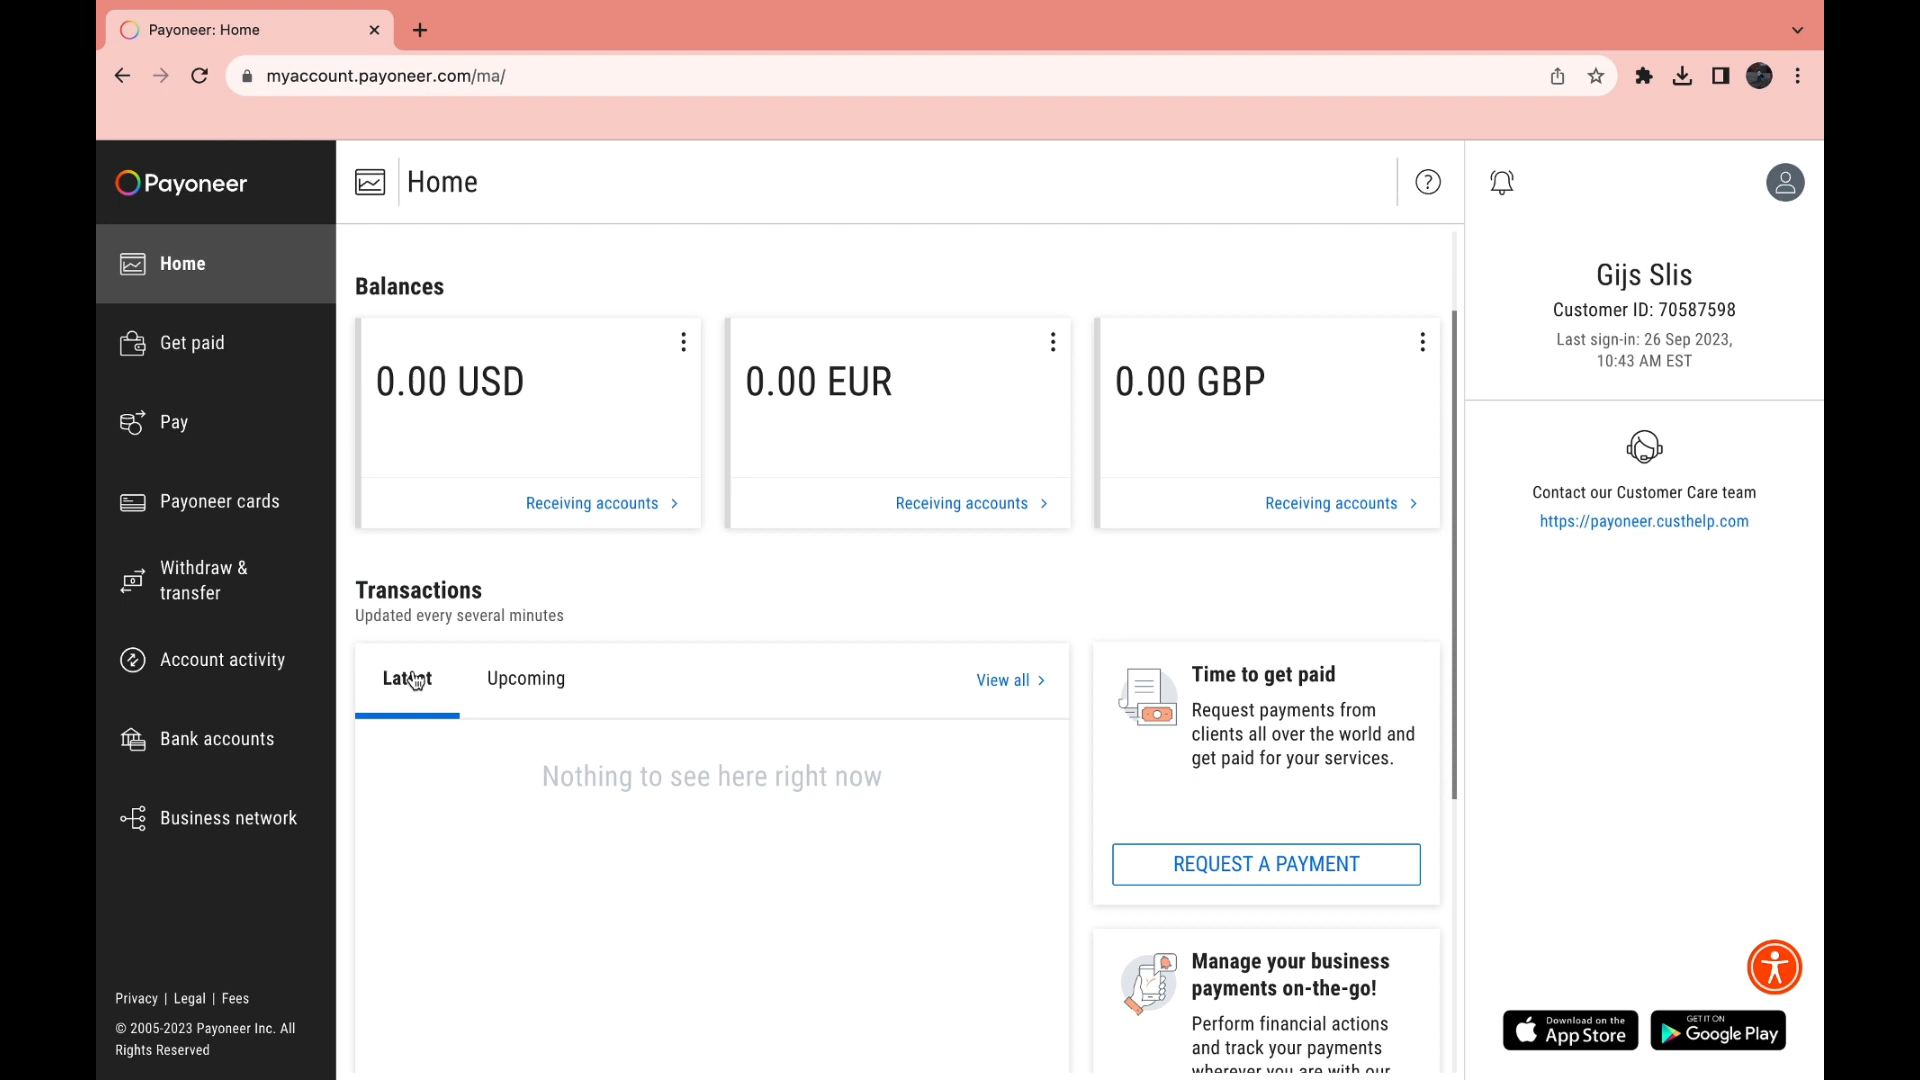 Payoneer: Home
myaccount.payoneer.com/ma/
Payoneer
Home
Get paid
Pay
Payoneer cards
Withdraw &
transfer
Account activity
Bank accounts
Business network
Privacy | Legal | Fees
© 2005-2023 Payoneer Inc. All
Rights Reserved
Home
Balances
0.00 USD
Receiving accounts
0.00 EUR
Receiving accounts
0.00 GBP
Receiving accounts
Transactions
Updated every several minutes
Latest
Upcoming
View all
Nothing to see here right now
Time to get paid
Request payments from
clients all over the world and
get paid for your services.
REQUEST A PAYMENT
Manage your business
payments on-the-go!
Perform financial actions
and track your payments
wherever you are with our
Gijs Slis
Customer ID: 70587598
Last sign-in: 26 Sep 2023,
10:43 AM EST
Contact our Customer Care team
https://payoneer.custhelp.com
Download on the
App Store
GET IT ON
Google Play